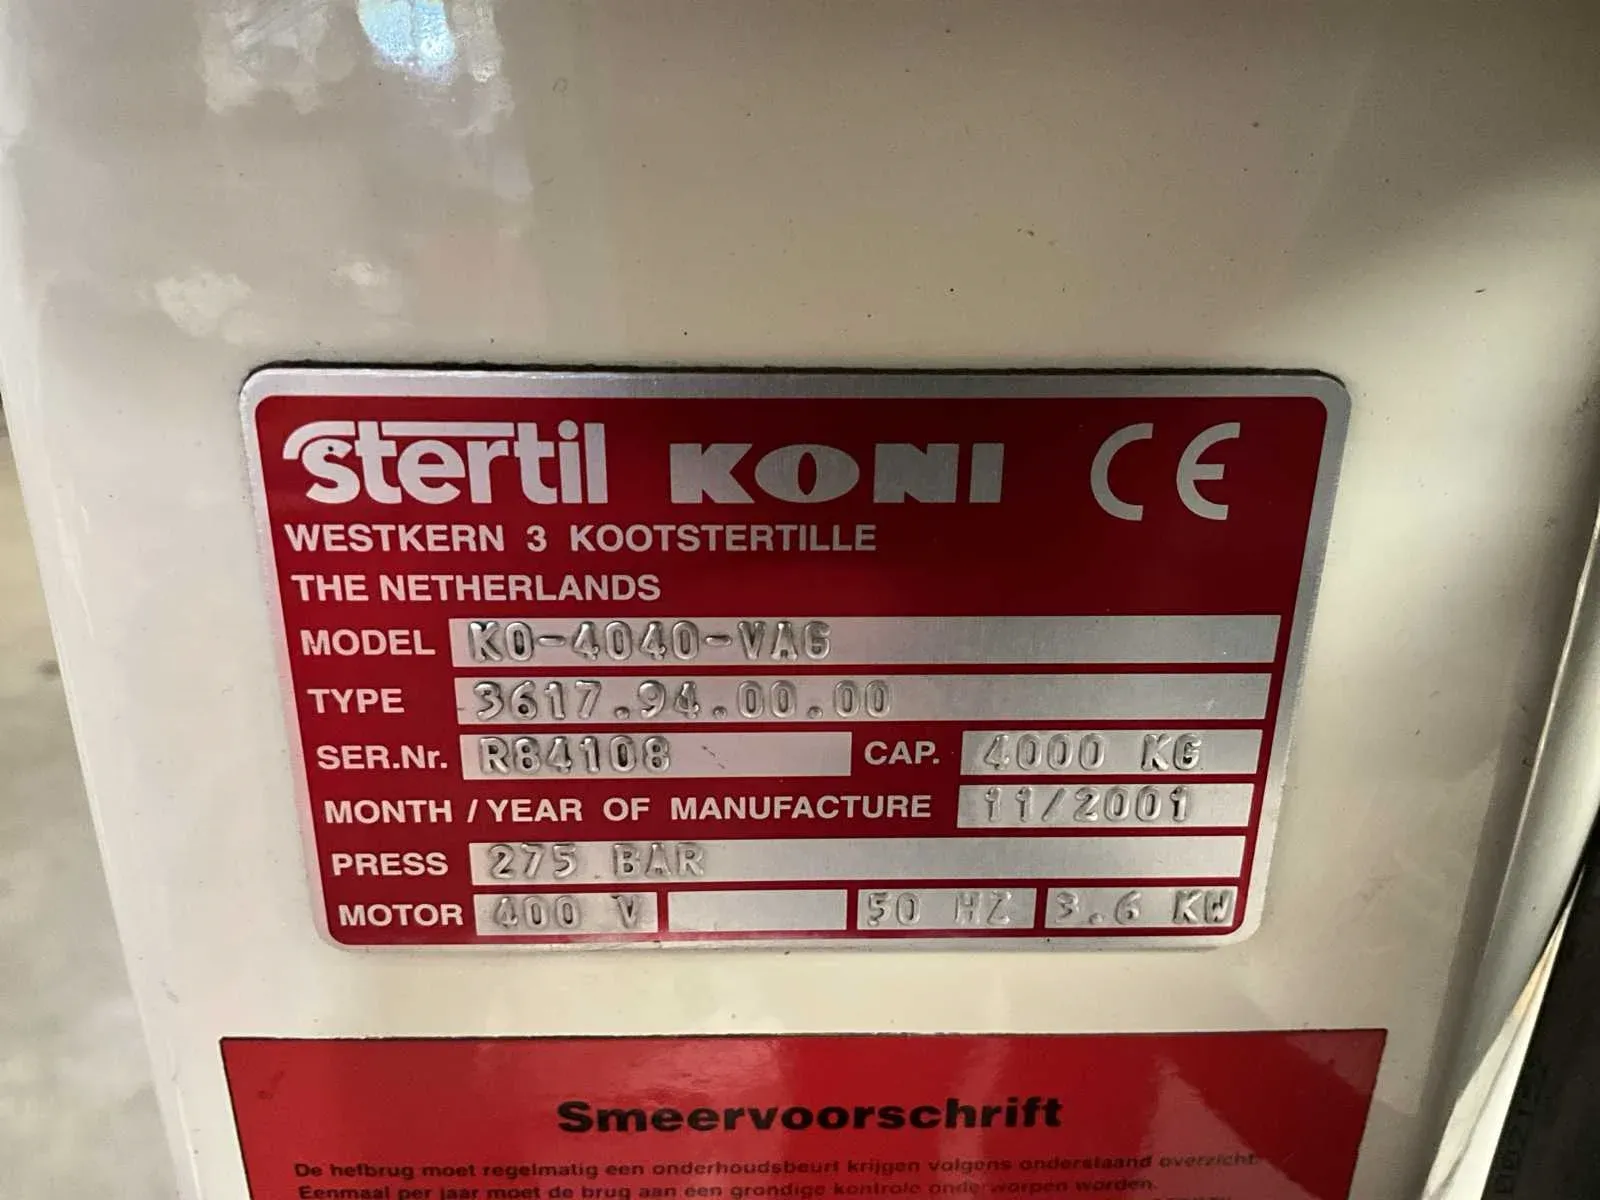 stertil KONI CE
WESTKERN 3 KOOTSTERTILLE
THE NETHERLANDS
MODEL KO-4040-VAG
TYPE 3617.94.00.00
SER.Nr. R84108 CAP. 4000 KG
MONTH / YEAR OF MANUFACTURE 11/2001
PRESS 275 BAR
MOTOR 400 V 50 HZ 3.6 KW
Smeervoorschrift
De hefbrug moet regelmatig een onderhoudsbeurt krijgen volgens onderstaand overzicht.
Eenmaal per jaar moet de brug aan een grondige kontrole onderworpen worden.